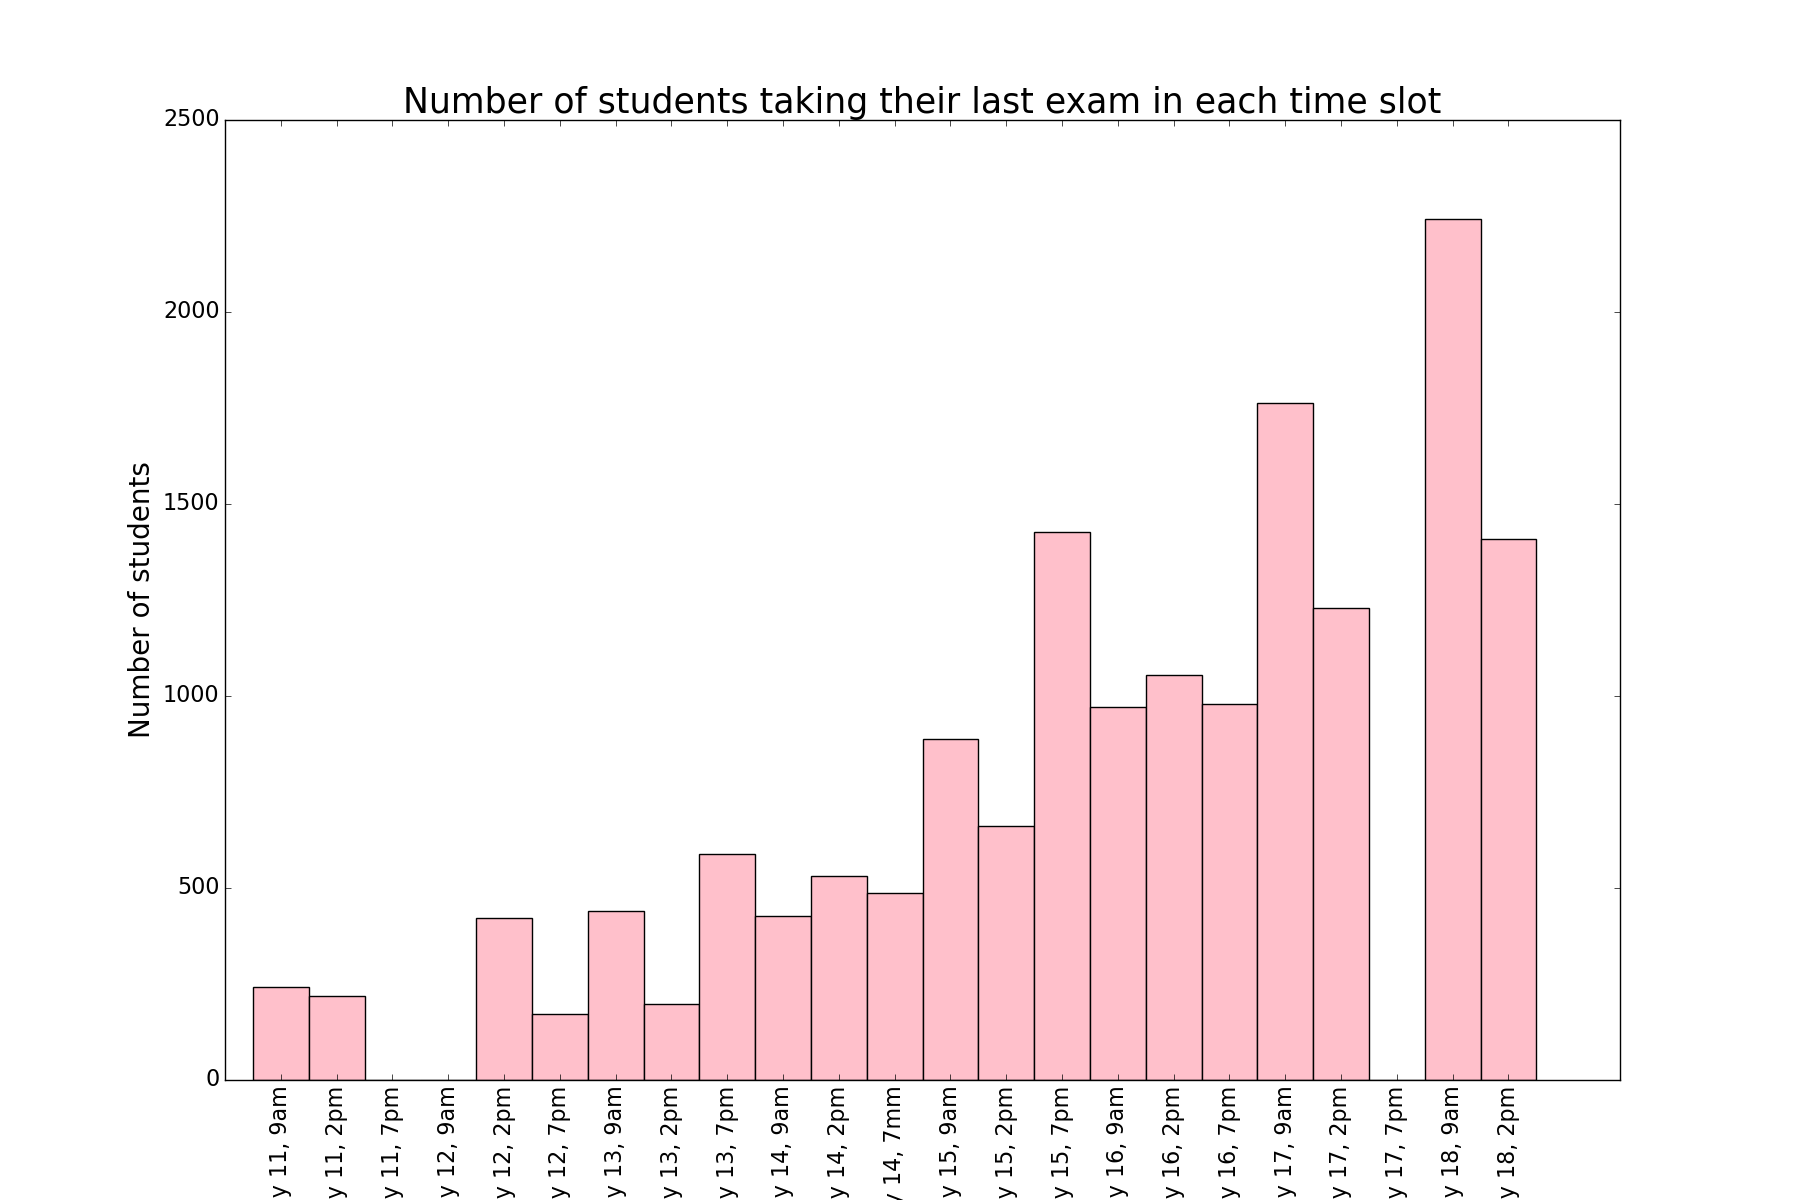 Number of students taking their last exam in each time slot
Number of students
2500
2000
1500
1000
500
0
y 11, 9am
y 11, 2pm
y 11, 7pm
y 12, 9am
y 12, 2pm
y 12, 7pm
y 13, 9am
y 13, 2pm
y 13, 7pm
y 14, 9am
y 14, 2pm
y 14, 7mm
y 15, 9am
y 15, 2pm
y 15, 7pm
y 16, 9am
y 16, 2pm
y 16, 7pm
y 17, 9am
y 17, 2pm
y 17, 7pm
y 18, 9am
y 18, 2pm